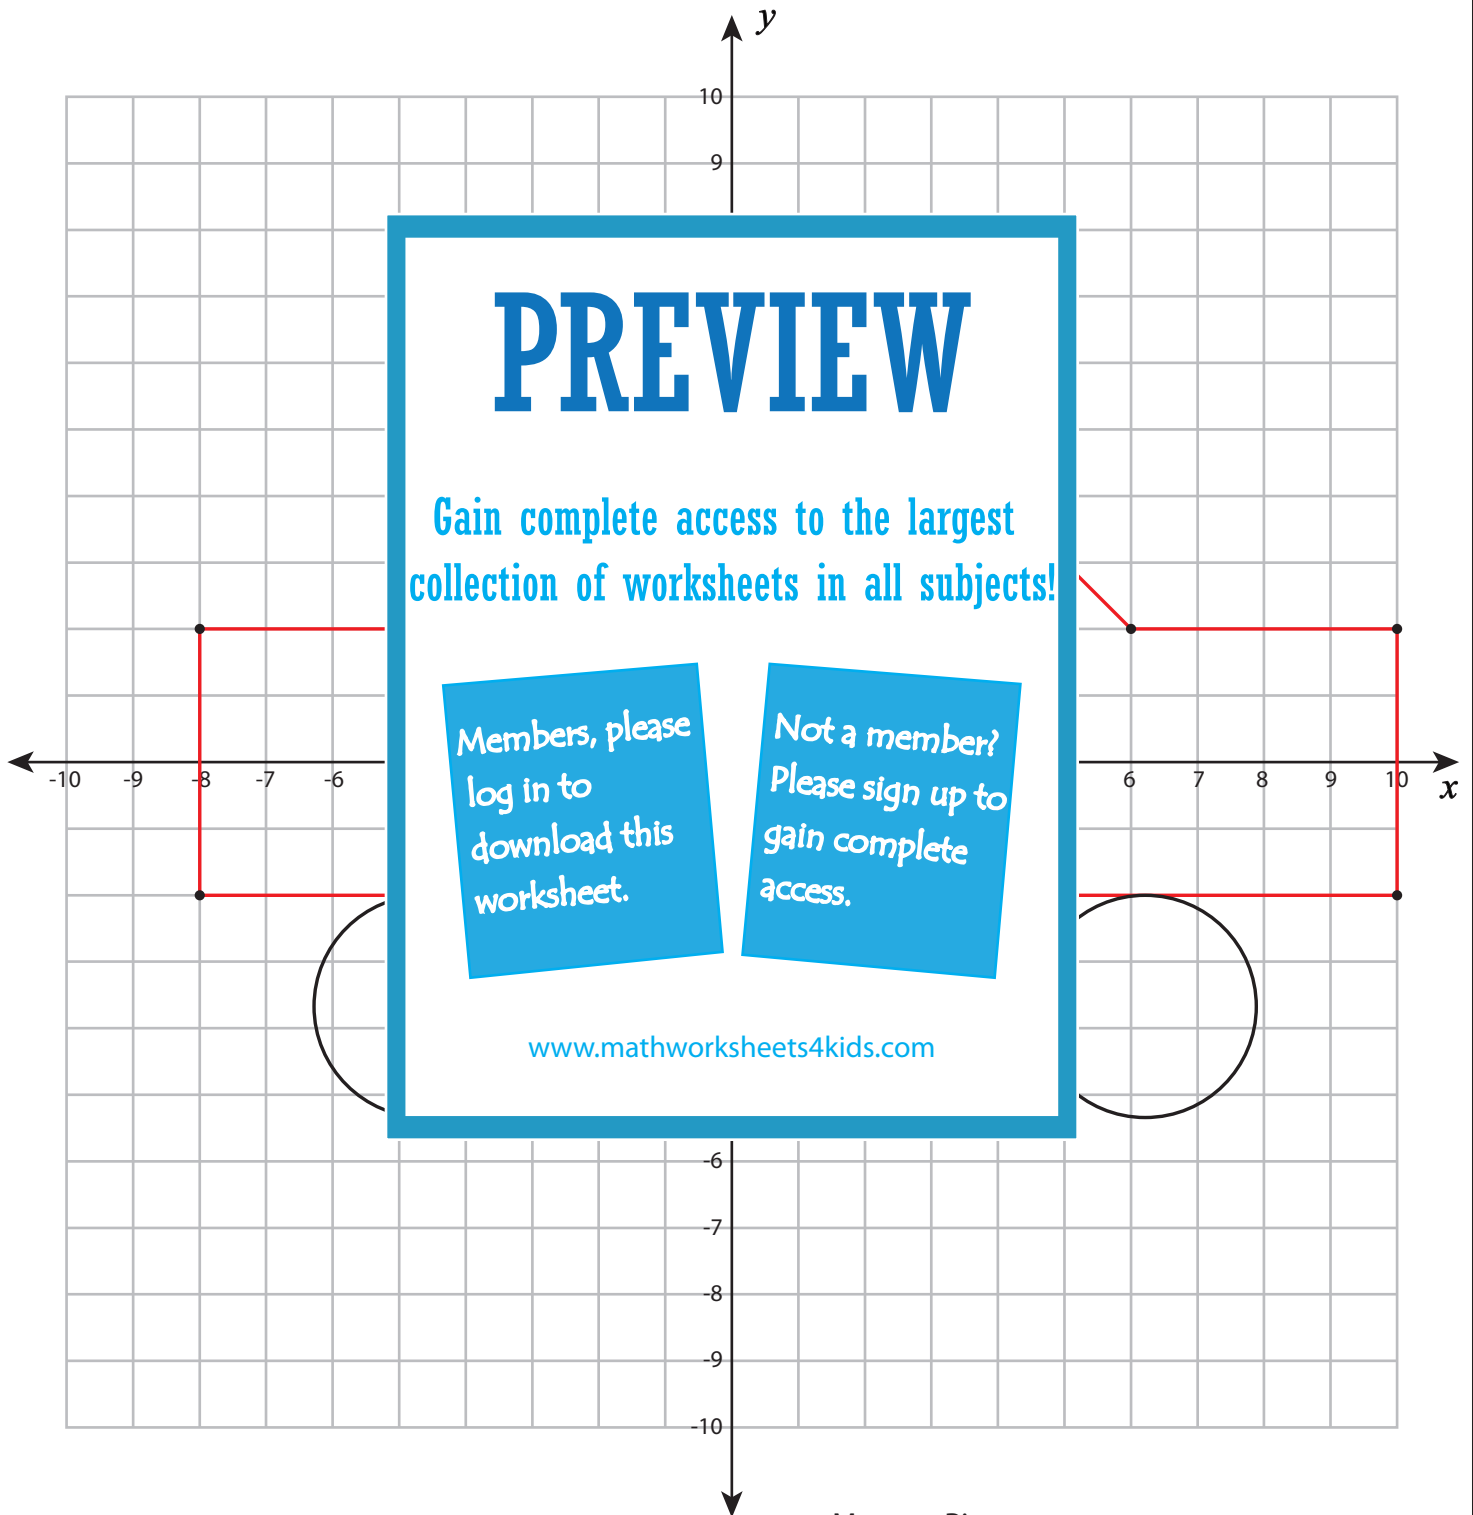 y
10
9
PREVIEW
Gain complete access to the largest
collection of worksheets in all subjects!
Members, please
log in to
download this
worksheet.
Not a member?
Please sign up to
gain complete
access.
-10 -9 -8 -7 -6 6 7 8 9 10
x
www.mathworksheets4kids.com
-6
-7
-8
-9
-10